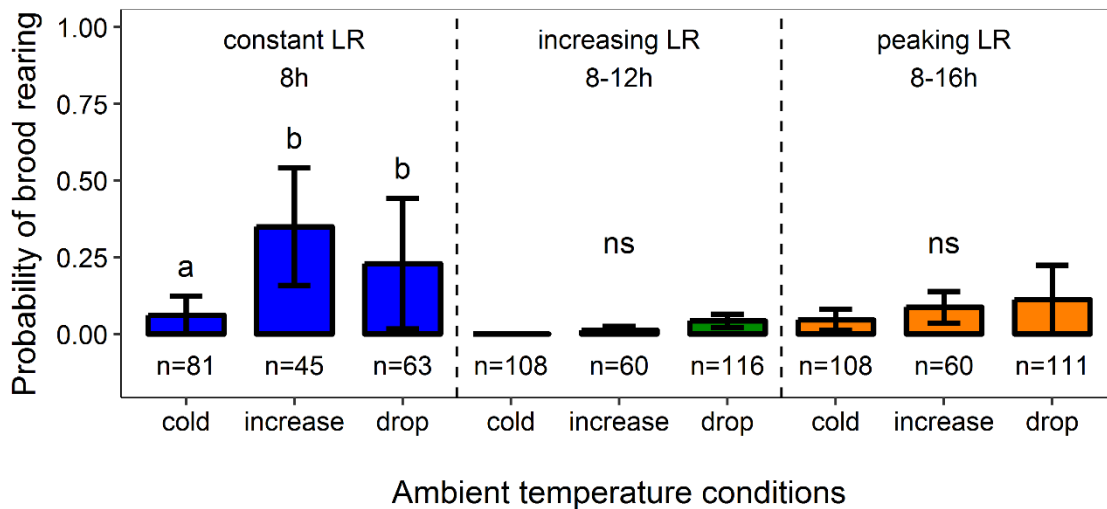 Probability of brood rearing
1.00
0.75
0.50
0.25
0.00
constant LR
8h
increasing LR
8-12h
peaking LR
8-16h
a
b
b
ns
ns
n=81 n=45 n=63 n=108 n=60 n=116 n=108 n=60 n=111
cold increase drop cold increase drop cold increase drop
Ambient temperature conditions